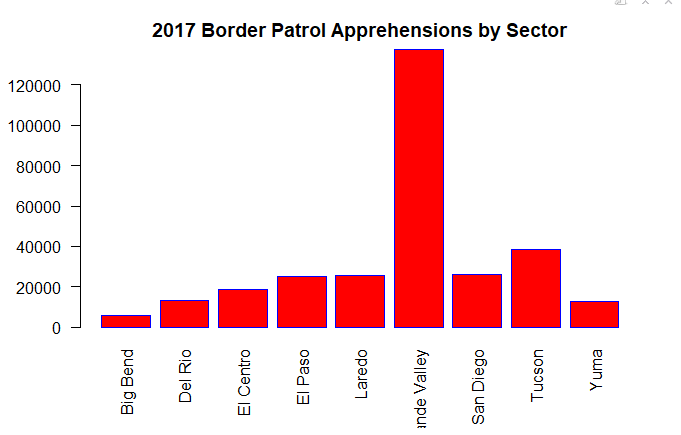 2017 Border Patrol Apprehensions by Sector
120000
100000
80000
60000
40000
20000
0
Big Bend
Del Rio
El Centro
El Paso
Laredo
ande Valley
San Diego
Tucson
Yuma